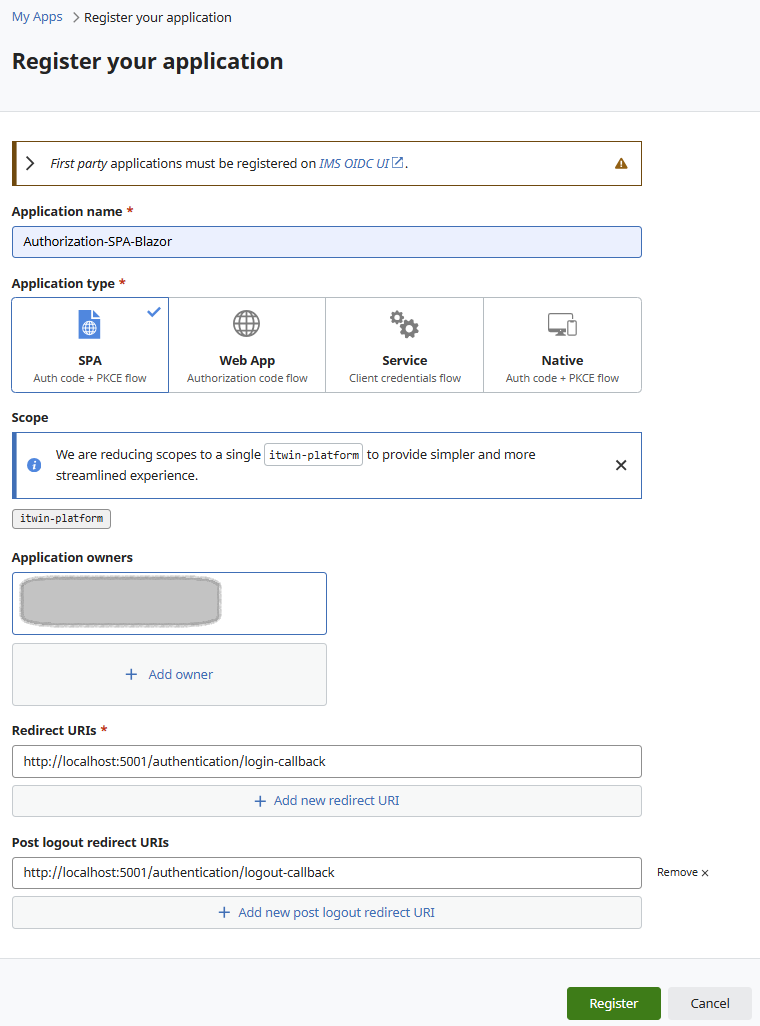 My Apps > Register your application
Register your application
First party applications must be registered on IMS OIDC UI.
Application name *
Authorization-SPA-Blazor
Application type *
SPA
Auth code + PKCE flow
Web App
Authorization code flow
Service
Client credentials flow
Native
Auth code + PKCE flow
Scope
We are reducing scopes to a single itwin-platform to provide simpler and more
streamlined experience.
itwin-platform
Application owners
+ Add owner
Redirect URIs *
http://localhost:5001/authentication/login-callback
+ Add new redirect URI
Post logout redirect URIs
http://localhost:5001/authentication/logout-callback
Remove ×
+ Add new post logout redirect URI
Register
Cancel